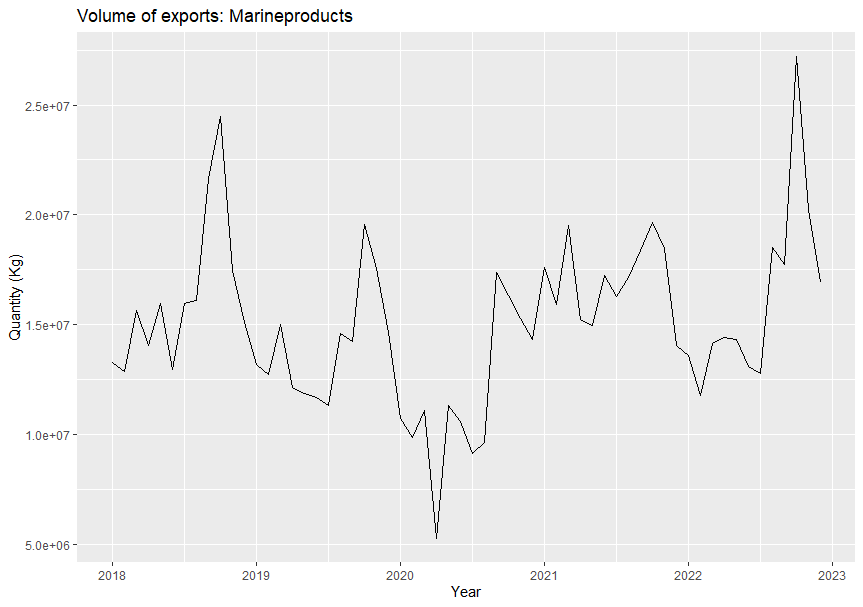 Volume of exports: Marineproducts
2.5e+07
2.0e+07
1.5e+07
1.0e+07
5.0e+06
Quantity (Kg)
2018 2019 2020 2021 2022 2023
Year